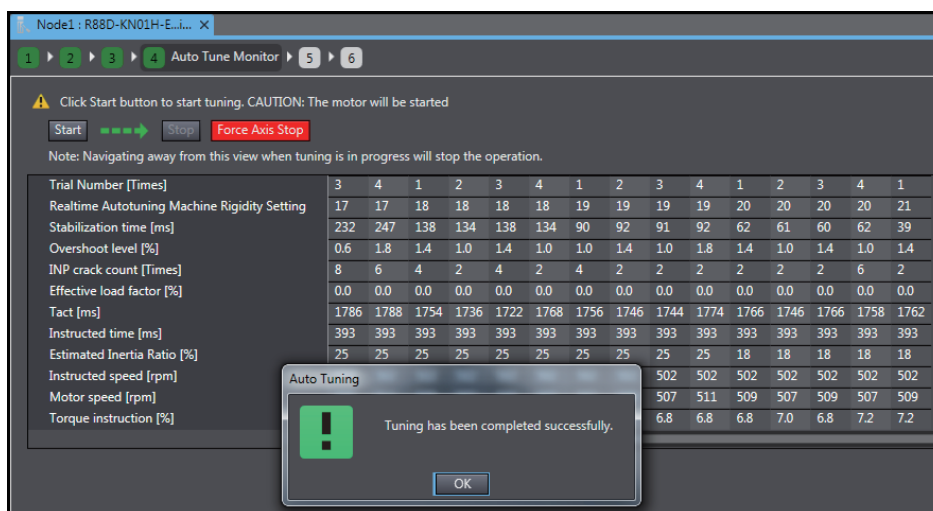 Node1 : R88D-KN01H-E...i... ×
1 2 3 4 Auto Tune Monitor 5 6
Click Start button to start tuning. CAUTION: The motor will be started
Start Stop Force Axis Stop
Note: Navigating away from this view when tuning is in progress will stop the operation.
Trial Number [Times] 3 4 1 2 3 4 1 2 3 4 1 2 3 4 1
Realtime Autotuning Machine Rigidity Setting 17 17 18 18 18 18 19 19 19 19 20 20 20 20 21
Stabilization time [ms] 232 247 138 134 138 134 90 92 91 92 62 61 60 62 39
Overshoot level [%] 0.6 1.8 1.4 1.0 1.4 1.0 1.0 1.4 1.0 1.8 1.4 1.0 1.4 1.0 1.4
INP crack count [Times] 8 6 4 2 4 2 4 2 2 2 2 2 2 6 2
Effective load factor [%] 0.0 0.0 0.0 0.0 0.0 0.0 0.0 0.0 0.0 0.0 0.0 0.0 0.0 0.0 0.0
Tact [ms] 1786 1788 1754 1736 1722 1768 1756 1746 1744 1774 1766 1746 1766 1758 1762
Instructed time [ms] 393 393 393 393 393 393 393 393 393 393 393 393 393 393 393
Estimated Inertia Ratio [%] 25 25 25 25 25 25 25 25 25 25 18 18 18 18 18
Instructed speed [rpm] 502 502 502 502 502 502
Motor speed [rpm] 507 511 509 507 509 507 509
Torque instruction [%] 6.8 6.8 6.8 7.0 6.8 7.2 7.2
Auto Tuning
Tuning has been completed successfully.
OK